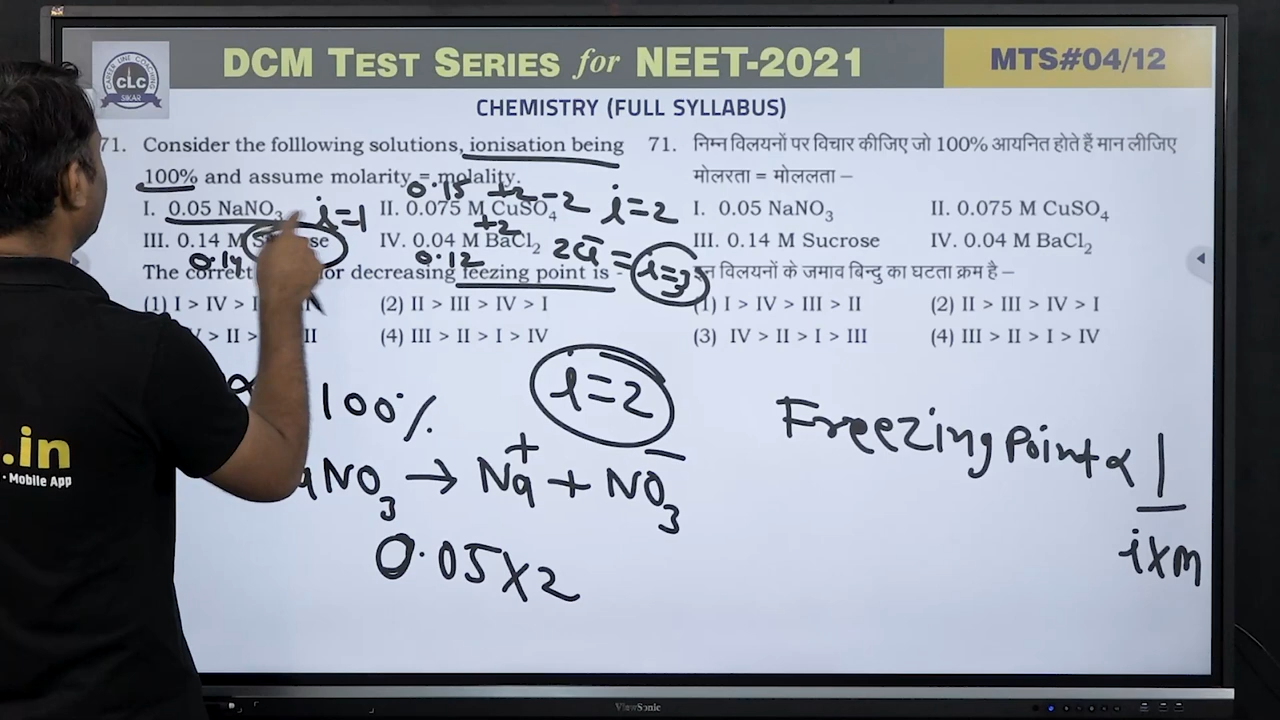 DCM TEST SERIES for NEET-2021
MTS#04/12
CLC
SIKAR
CHEMISTRY (FULL SYLLABUS)
71. Consider the folllowing solutions, ionisation being
100% and assume molarity = molality.
0.15 +2 -2
I. 0.05 NaNO3 i=1 II. 0.075 M CuSO4 i=2
+2
III. 0.14 M Sucrose IV. 0.04 M BaCl2 2Cl- = i=3
0.14 0.12
The correct for decreasing feezing point is -
(1) I > IV > (2) II > III > IV > I
> II > (4) III > II > I > IV
71. निम्न विलयनों पर विचार कीजिए जो 100% आयनित होते हैं मान लीजिए
मोलरता = मोललता –
I. 0.05 NaNO3 II. 0.075 M CuSO4
III. 0.14 M Sucrose IV. 0.04 M BaCl2
विलयनों के जमाव बिन्दु का घटता क्रम है –
(1) I > IV > III > II (2) II > III > IV > I
(3) IV > II > I > III (4) III > II > I > IV
∝ 100%
i=2
NO3 → Na+ + NO3-
0.05×2
Freezing Point ∝ 1
i×m
.in
Mobile App
ViewSonic